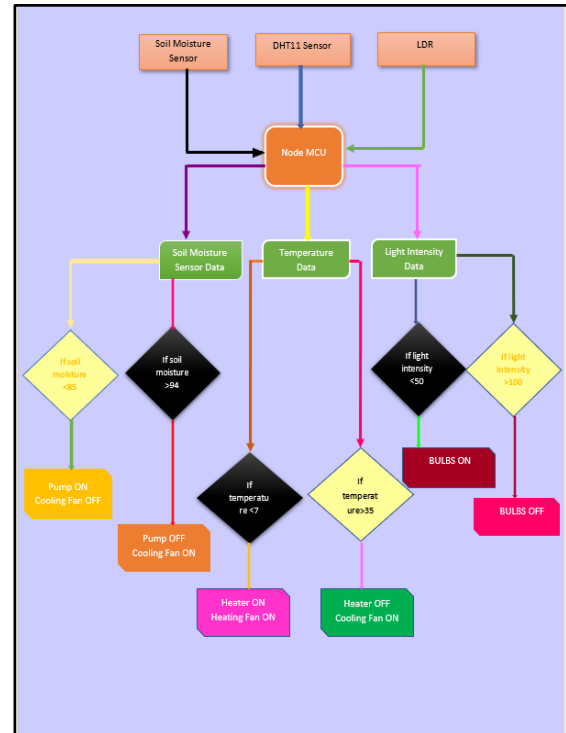 Soil Moisture
Sensor
DHT11 Sensor
LDR
Node MCU
Soil Moisture
Sensor Data
Temperature
Data
Light Intensity
Data
If soil
moisture
<85
If soil moisture
>94
If light
intensity
<50
If light
intensity
>100
Pump ON
Cooling Fan OFF
Pump OFF
Cooling Fan ON
If
temperatu
re <7
If
temperat
ure>35
BULBS ON
BULBS OFF
Heater ON
Heating Fan ON
Heater OFF
Cooling Fan ON